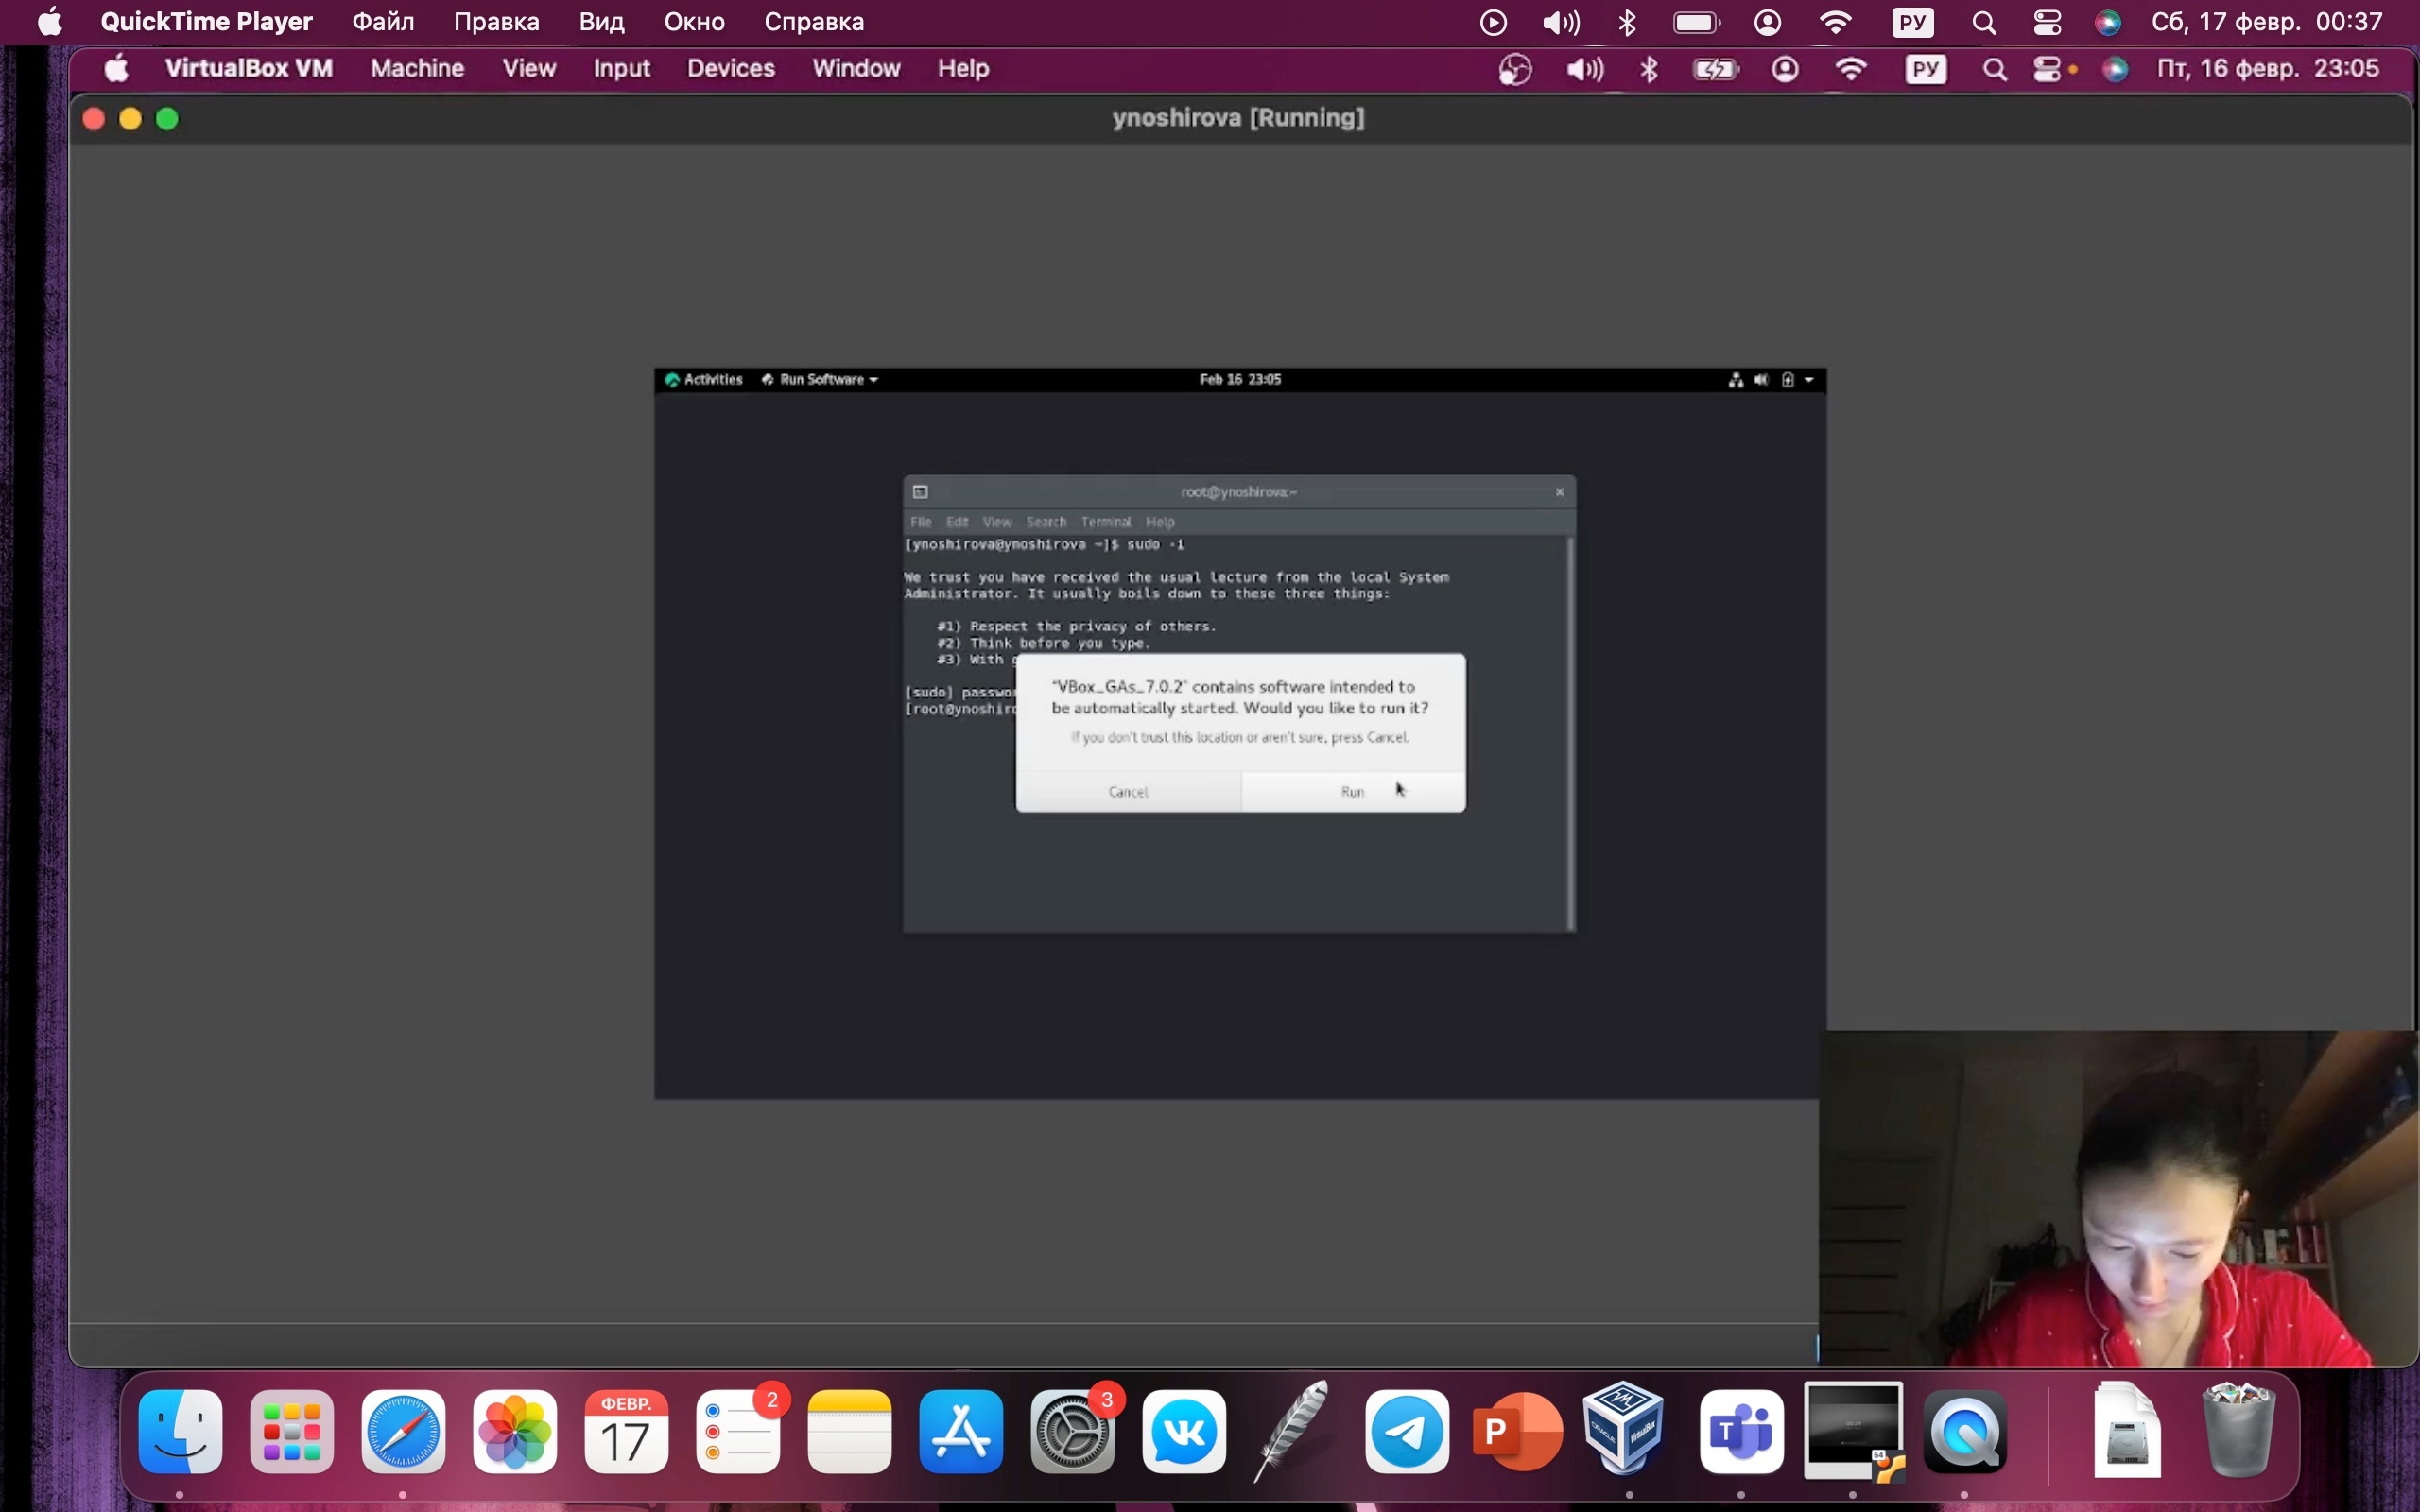 QuickTime Player Файл Правка Вид Окно Справка РУ Сб, 17 февр. 00:37
VirtualBox VM Machine View Input Devices Window Help РУ Пт, 16 февр. 23:05
ynoshirova [Running]
Activities Run Software Feb 16 23:05
root@ynoshirova:~
File Edit View Search Terminal Help
[ynoshirova@ynoshirova ~]$ sudo -i
We trust you have received the usual lecture from the local System
Administrator. It usually boils down to these three things:
#1) Respect the privacy of others.
#2) Think before you type.
#3) With g
[sudo] passwo
[root@ynoshiro
"VBox_GAs_7.0.2" contains software intended to
be automatically started. Would you like to run it?
If you don't trust this location or aren't sure, press Cancel.
Cancel Run
ФЕВР.
17
2
3
P
T